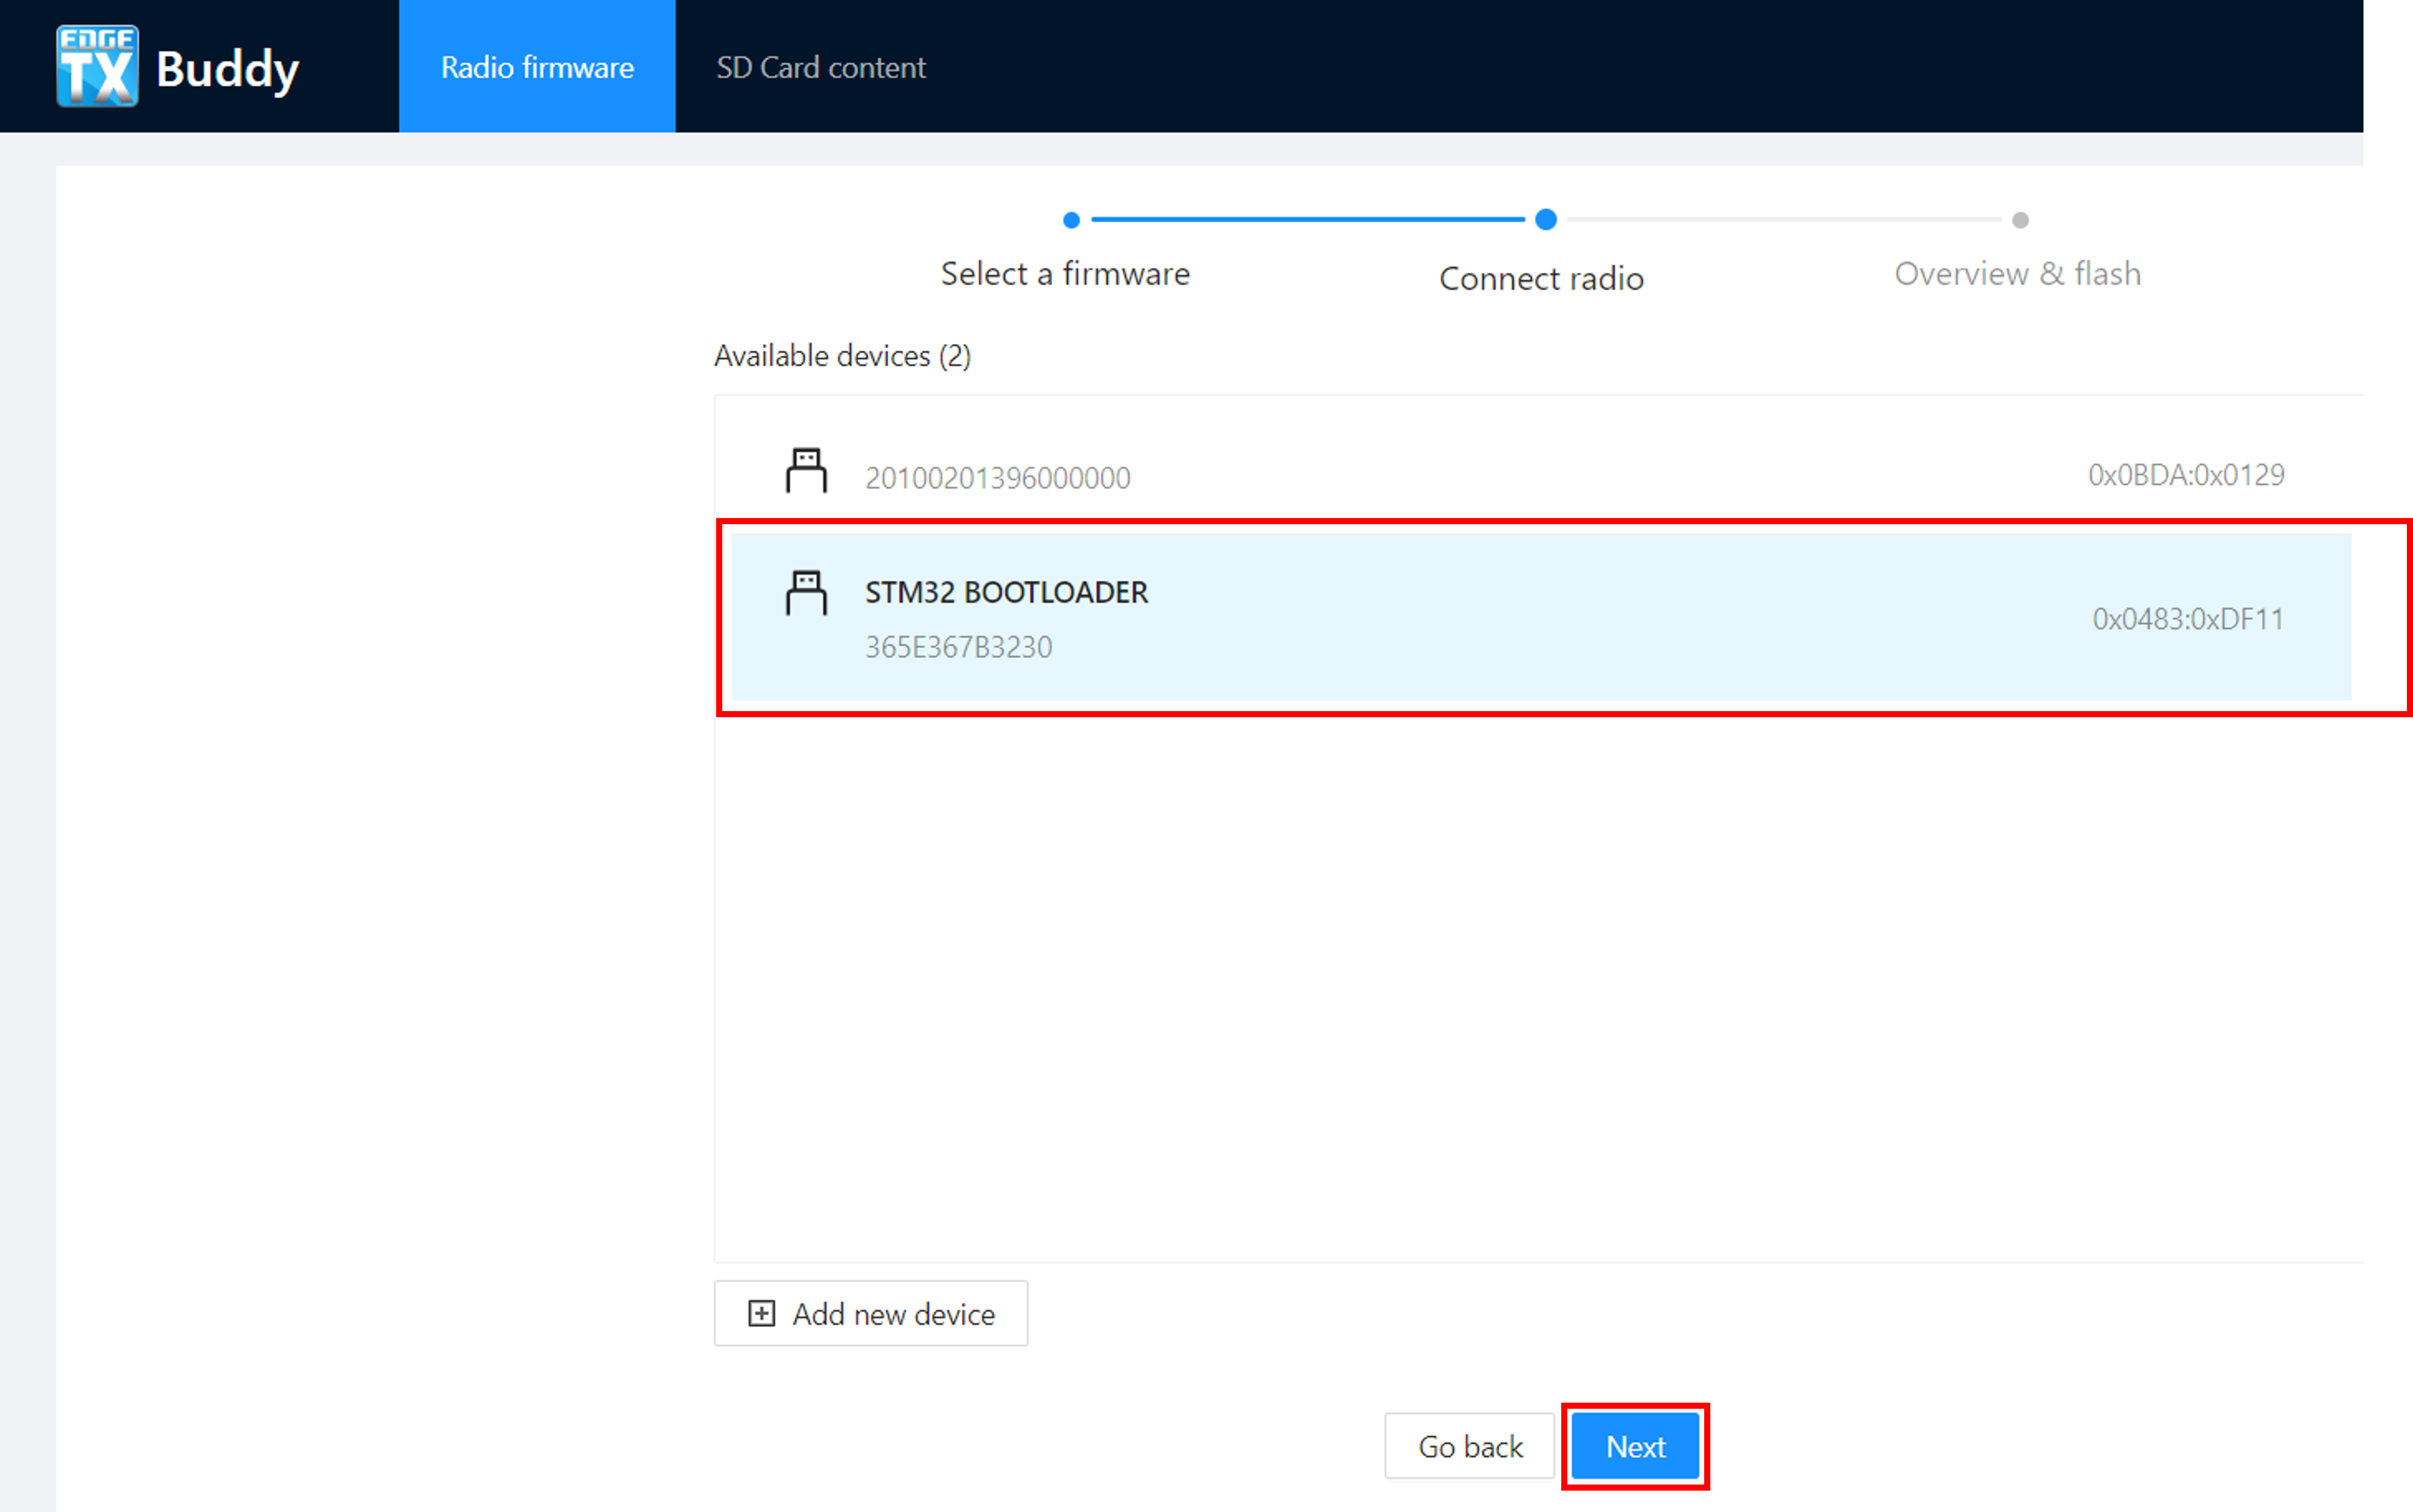 EDGE
TX
Buddy
Radio firmware
SD Card content
Select a firmware
Connect radio
Overview & flash
Available devices (2)
20100201396000000
0x0BDA:0x0129
STM32 BOOTLOADER
365E367B3230
0x0483:0xDF11
Add new device
Go back
Next